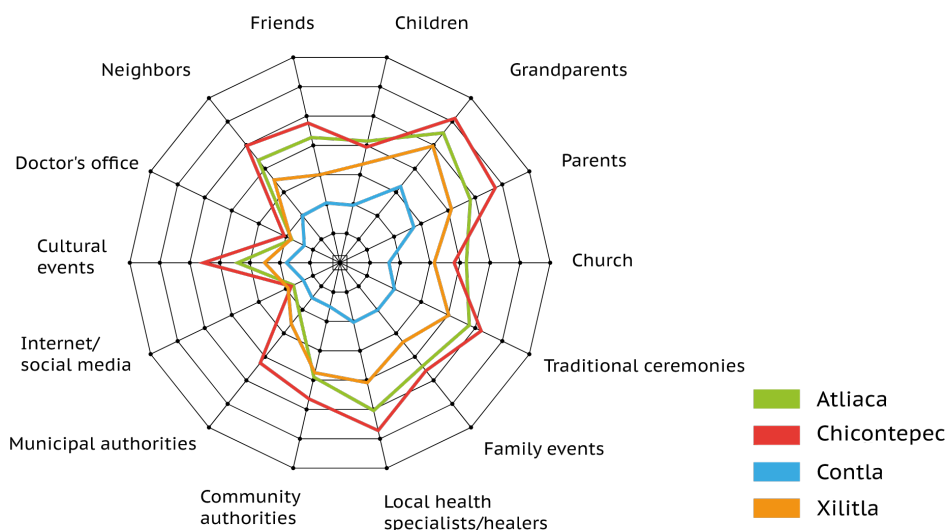 Friends
Children
Neighbors
Grandparents
Doctor's office
Parents
Cultural
events
Church
Internet/
social media
Traditional ceremonies
Municipal authorities
Family events
Community
authorities
Local health
specialists/healers
Atliaca
Chicontepec
Contla
Xilitla